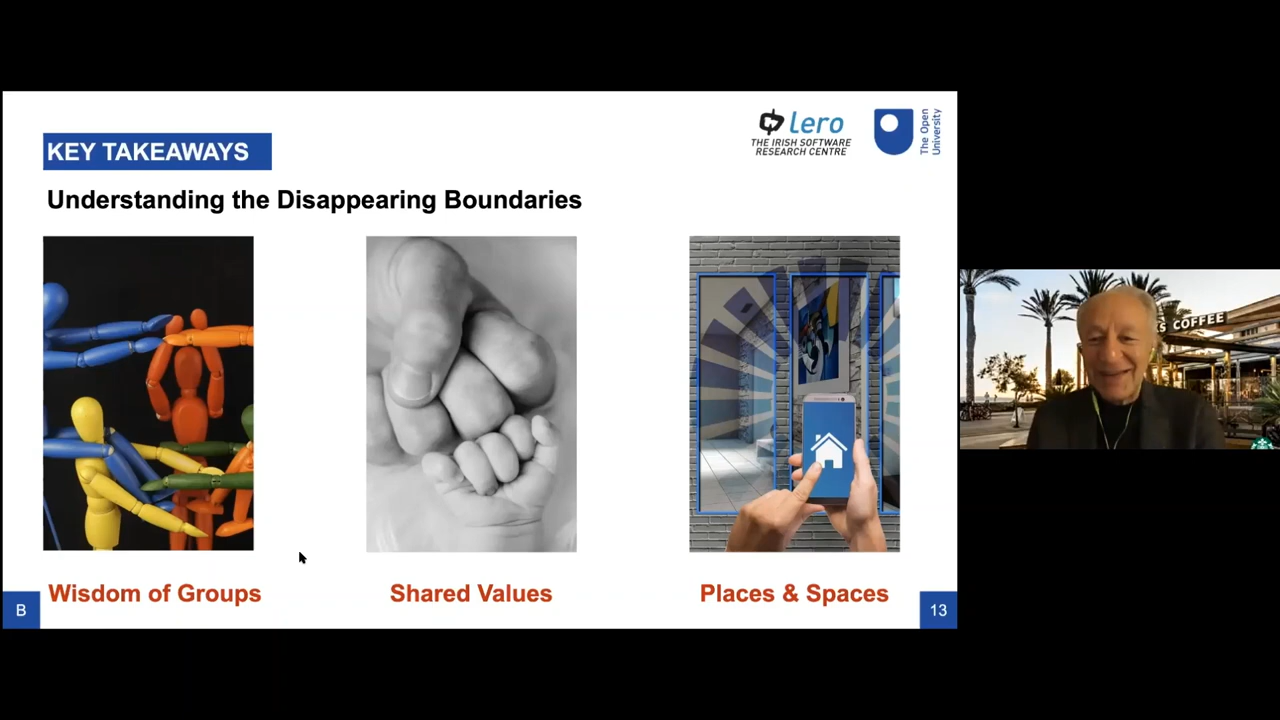 KEY TAKEAWAYS
lero
THE IRISH SOFTWARE
RESEARCH CENTRE
The Open
University
Understanding the Disappearing Boundaries
S COFFEE
Wisdom of Groups
Shared Values
Places & Spaces
B
13